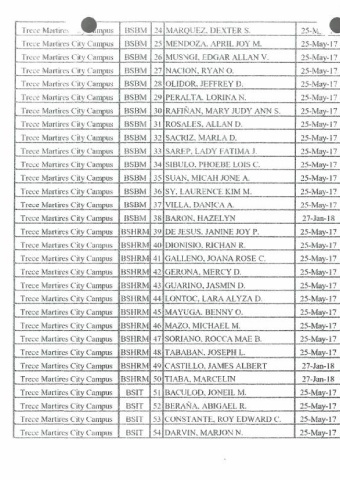 Trece Martires City Campus BSBM 24 MARQUEZ, DEXTER S. 25-M
Trece Martires City Campus BSBM 25 MENDOZA, APRIL JOY M. 25-May-17
Trece Martires City Campus BSBM 26 MUSNGI, EDGAR ALLAN V. 25-May-17
Trece Martires City Campus BSBM 27 NACION, RYAN O. 25-May-17
Trece Martires City Campus BSBM 28 OLIDOR, JEFFREY D. 25-May-17
Trece Martires City Campus BSBM 29 PERALTA, LORINA N. 25-May-17
Trece Martires City Campus BSBM 30 RAFIÑAN, MARY JUDY ANN S. 25-May-17
Trece Martires City Campus BSBM 31 ROSALES, ALLAN D. 25-May-17
Trece Martires City Campus BSBM 32 SACRIZ, MARLA D. 25-May-17
Trece Martires City Campus BSBM 33 SAREP, LADY FATIMA J. 25-May-17
Trece Martires City Campus BSBM 34 SIBULO, PHOEBE LOIS C. 25-May-17
Trece Martires City Campus BSBM 35 SUAN, MICAH JONE A. 25-May-17
Trece Martires City Campus BSBM 36 SY, LAURENCE KIM M. 25-May-17
Trece Martires City Campus BSBM 37 VILLA, DANICA A. 25-May-17
Trece Martires City Campus BSBM 38 BARON, HAZELYN 27-Jan-18
Trece Martires City Campus BSHRM 39 DE JESUS, JANINE JOY P. 25-May-17
Trece Martires City Campus BSHRM 40 DIONISIO, RICHAN R. 25-May-17
Trece Martires City Campus BSHRM 41 GALLENO, JOANA ROSE C. 25-May-17
Trece Martires City Campus BSHRM 42 GERONA, MERCY D. 25-May-17
Trece Martires City Campus BSHRM 43 GUARINO, JASMIN D. 25-May-17
Trece Martires City Campus BSHRM 44 LONTOC, LARA ALYZA D. 25-May-17
Trece Martires City Campus BSHRM 45 MAYUGA, BENNY O. 25-May-17
Trece Martires City Campus BSHRM 46 MAZO, MICHAEL M. 25-May-17
Trece Martires City Campus BSHRM 47 SORIANO, ROCCA MAE B. 25-May-17
Trece Martires City Campus BSHRM 48 TABABAN, JOSEPH L. 25-May-17
Trece Martires City Campus BSHRM 49 CASTILLO, JAMES ALBERT 27-Jan-18
Trece Martires City Campus BSHRM 50 TIABA, MARCELIN 27-Jan-18
Trece Martires City Campus BSIT 51 BACULOD, JONEIL M. 25-May-17
Trece Martires City Campus BSIT 52 BERAÑA, ABIGAEL R. 25-May-17
Trece Martires City Campus BSIT 53 CONSTANTE, ROY EDWARD C. 25-May-17
Trece Martires City Campus BSIT 54 DARVIN, MARJON N. 25-May-17